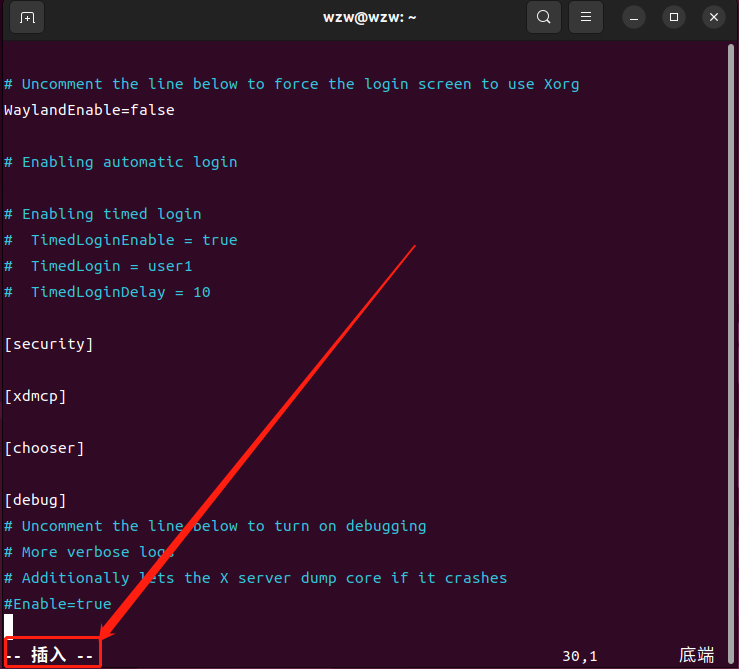 wzw@wzw: ~
# Uncomment the line below to force the login screen to use Xorg
WaylandEnable=false
# Enabling automatic login
# Enabling timed login
#  TimedLoginEnable = true
#  TimedLogin = user1
#  TimedLoginDelay = 10
[security]
[xdmcp]
[chooser]
[debug]
# Uncomment the line below to turn on debugging
# More verbose logs
# Additionally lets the X server dump core if it crashes
#Enable=true
-- 插入 -- 30,1 底端